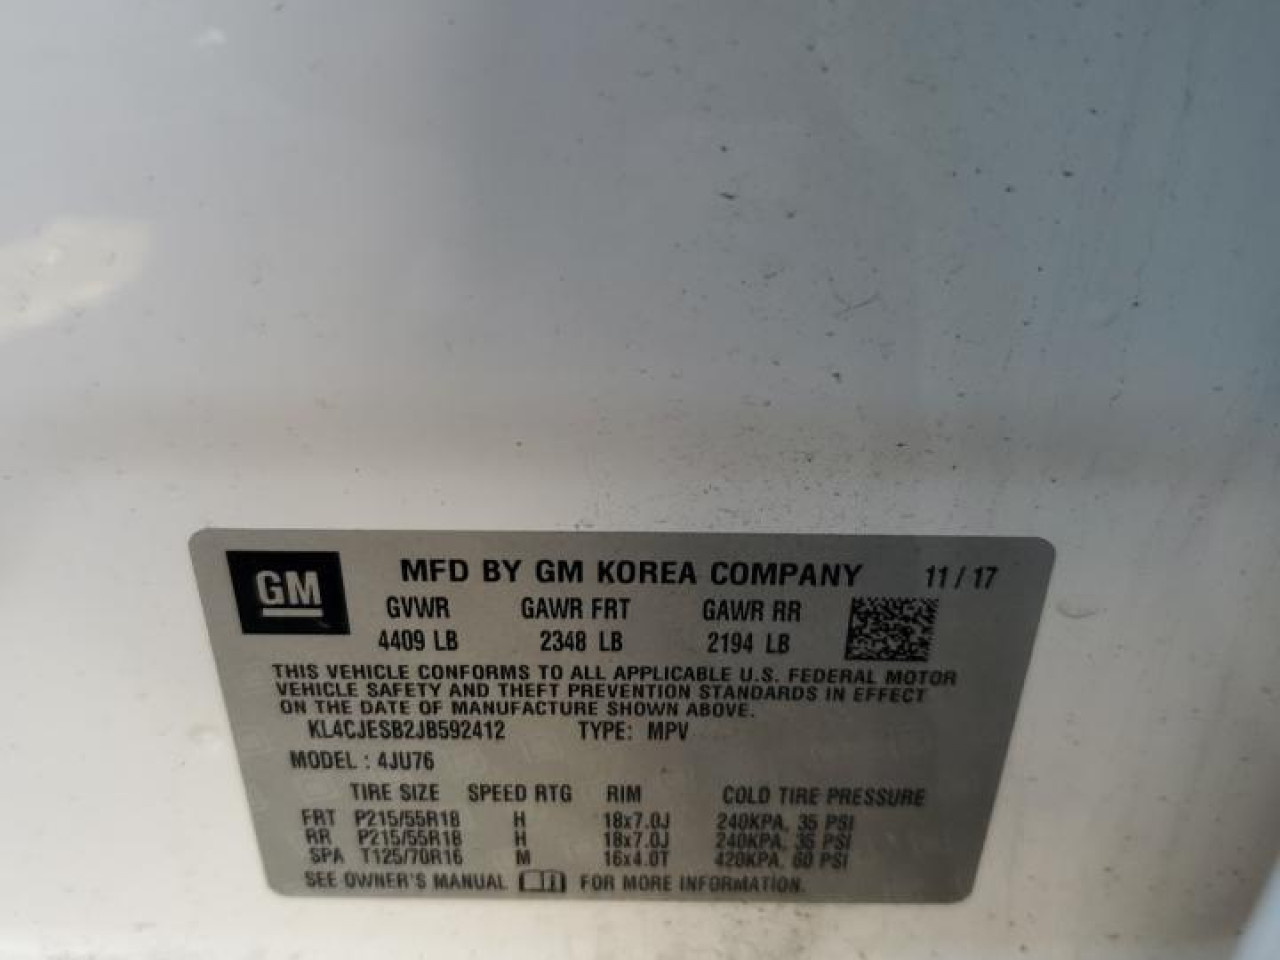 GM
MFD BY GM KOREA COMPANY 11 / 17
GVWR GAWR FRT GAWR RR
4409 LB 2348 LB 2194 LB
THIS VEHICLE CONFORMS TO ALL APPLICABLE U.S. FEDERAL MOTOR
VEHICLE SAFETY AND THEFT PREVENTION STANDARDS IN EFFECT
ON THE DATE OF MANUFACTURE SHOWN ABOVE.
KL4CJESB2JB592412 TYPE: MPV
MODEL : 4JU76
TIRE SIZE SPEED RTG RIM COLD TIRE PRESSURE
FRT P215/55R18 H 18x7.0J 240KPA, 35 PSI
RR P215/55R18 H 18x7.0J 240KPA, 35 PSI
SPA T125/70R16 M 16x4.0T 420KPA, 60 PSI
SEE OWNER'S MANUAL FOR MORE INFORMATION.